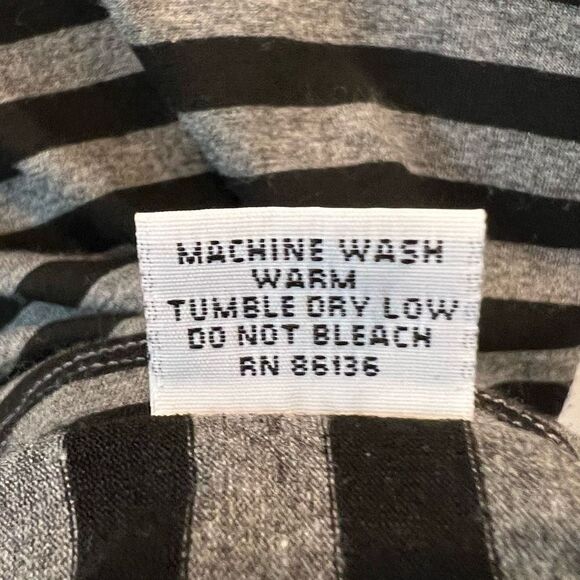 MACHINE WASH
WARM
TUMBLE DRY LOW
DO NOT BLEACH
RN 86136